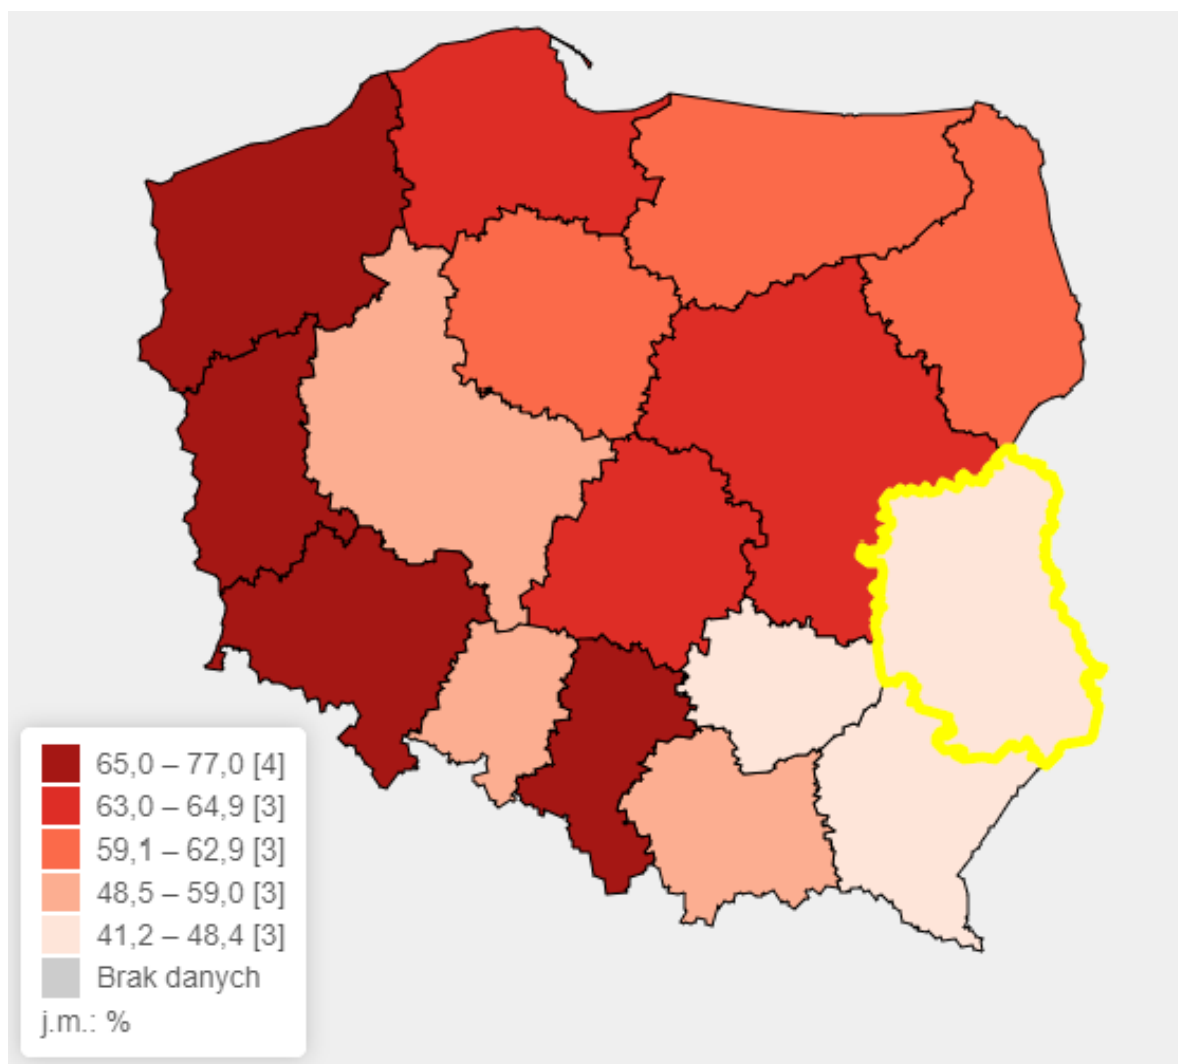 65,0 – 77,0 [4]
63,0 – 64,9 [3]
59,1 – 62,9 [3]
48,5 – 59,0 [3]
41,2 – 48,4 [3]
Brak danych
j.m.: %